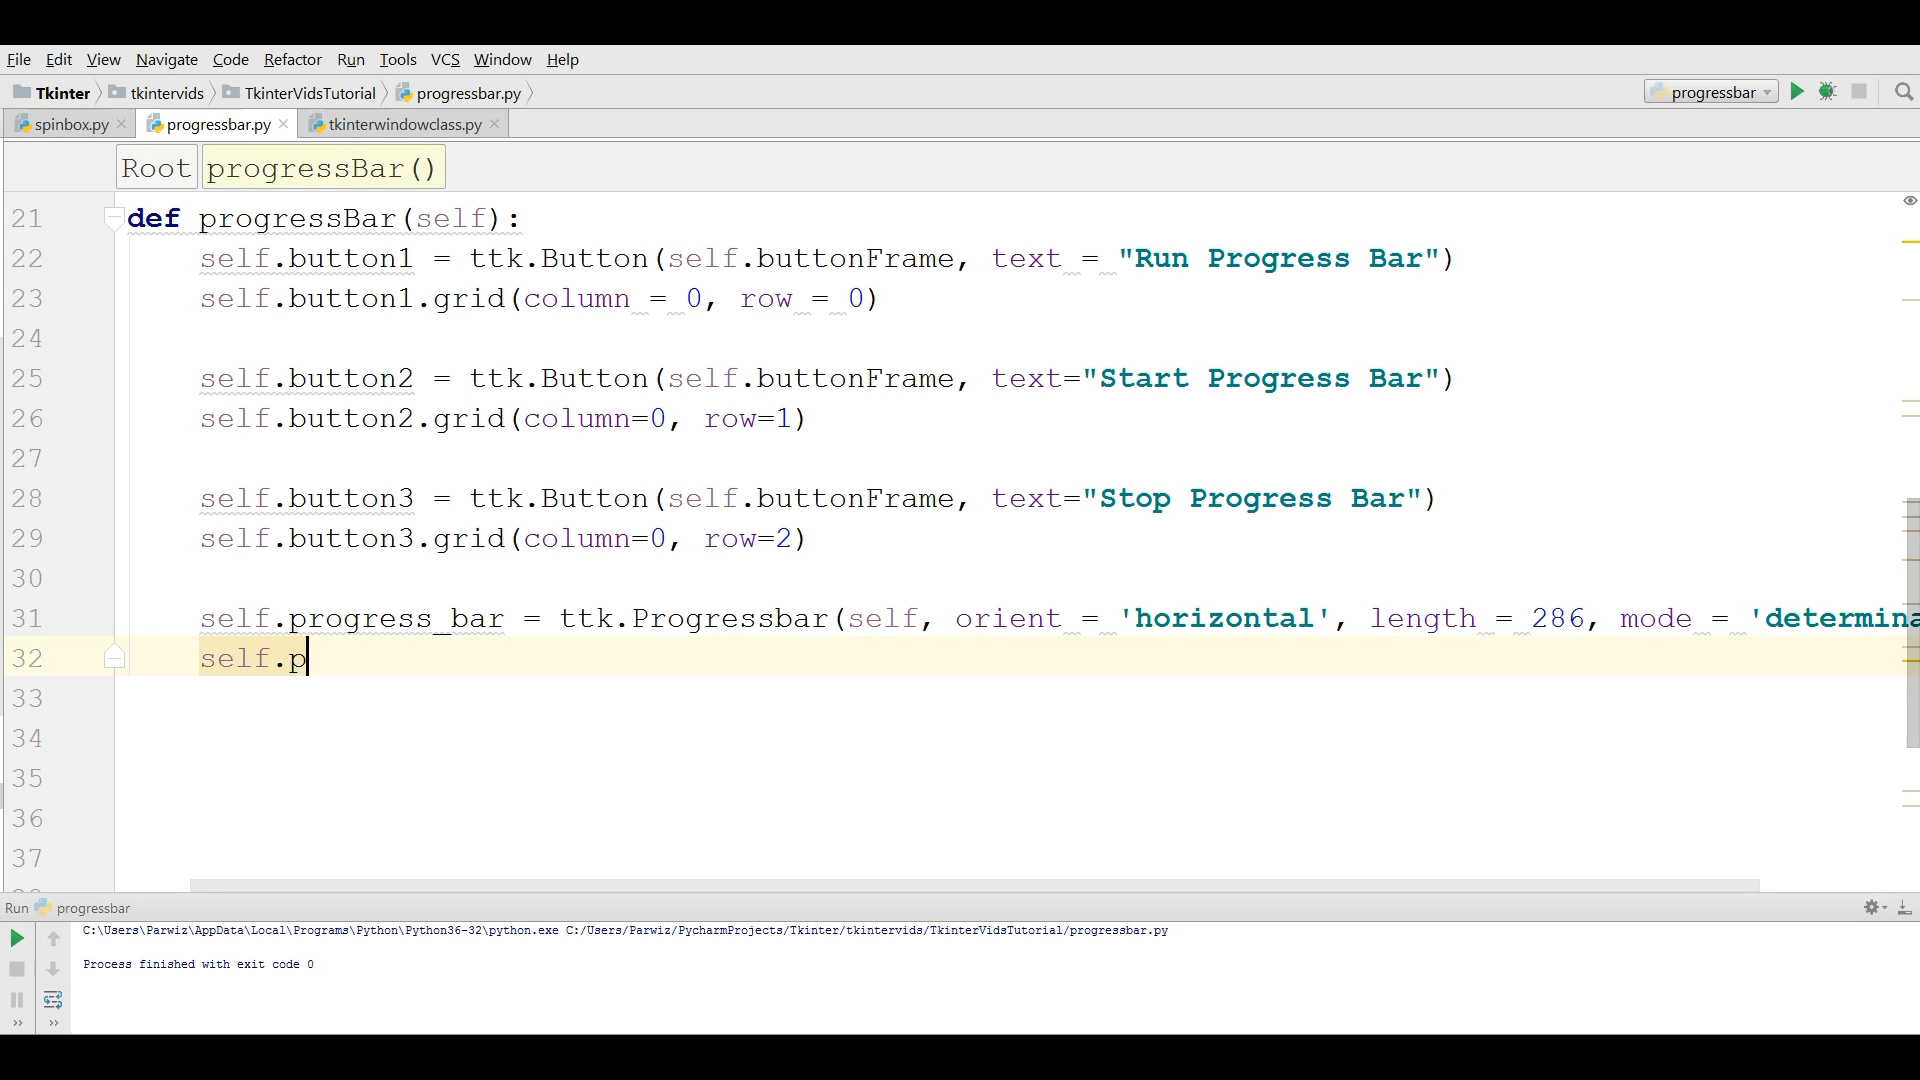 File Edit View Navigate Code Refactor Run Tools VCS Window Help
Tkinter tkintervids TkinterVidsTutorial progressbar.py progressbar
spinbox.py progressbar.py tkinterwindowclass.py
Root progressBar()
21 def progressBar(self):
22 self.button1 = ttk.Button(self.buttonFrame, text = "Run Progress Bar")
23 self.button1.grid(column = 0, row = 0)
24
25 self.button2 = ttk.Button(self.buttonFrame, text="Start Progress Bar")
26 self.button2.grid(column=0, row=1)
27
28 self.button3 = ttk.Button(self.buttonFrame, text="Stop Progress Bar")
29 self.button3.grid(column=0, row=2)
30
31 self.progress_bar = ttk.Progressbar(self, orient = 'horizontal', length = 286, mode = 'determina
32 self.p
33
34
35
36
37
Run progressbar
C:\Users\Parwiz\AppData\Local\Programs\Python\Python36-32\python.exe C:/Users/Parwiz/PycharmProjects/Tkinter/tkintervids/TkinterVidsTutorial/progressbar.py
Process finished with exit code 0